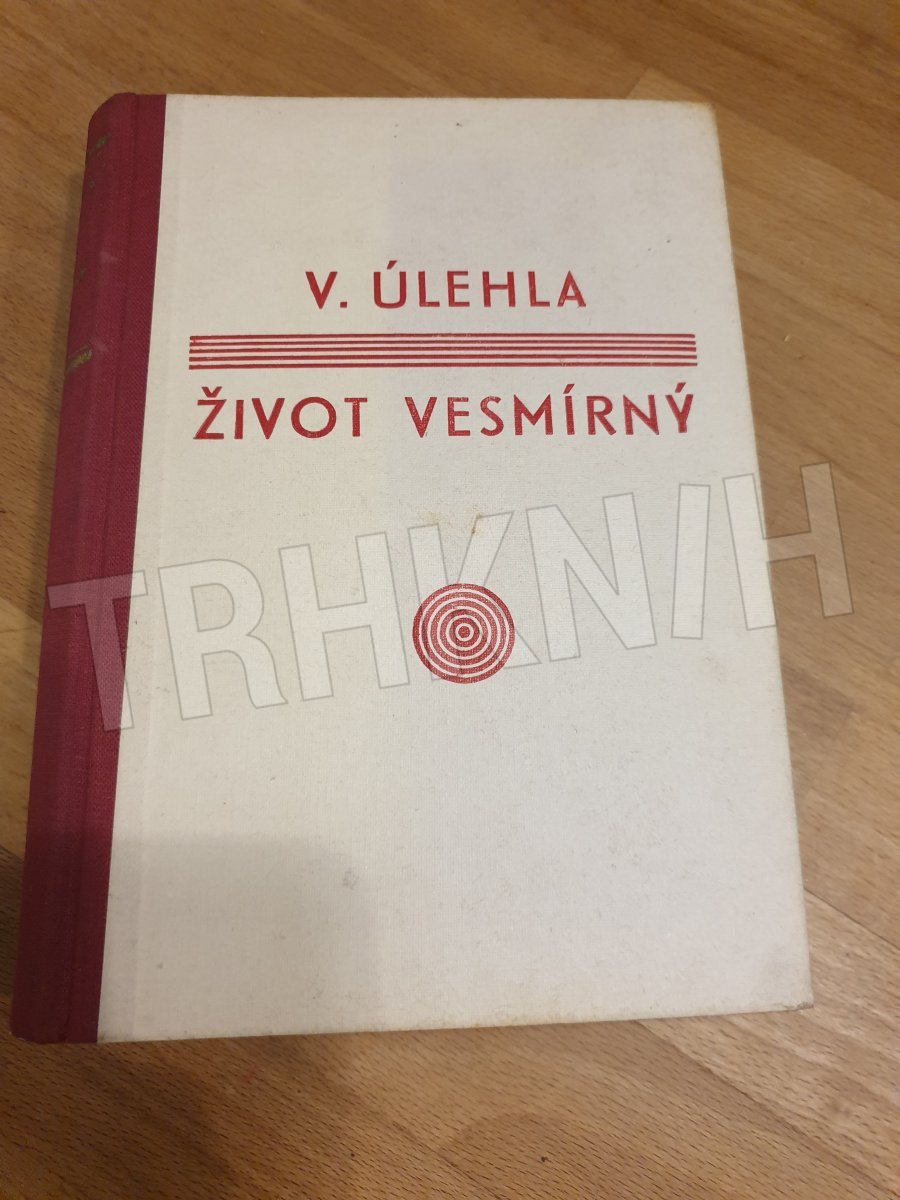 V. ÚLEHLA
ŽIVOT VESMÍRNÝ
TRHKNIH